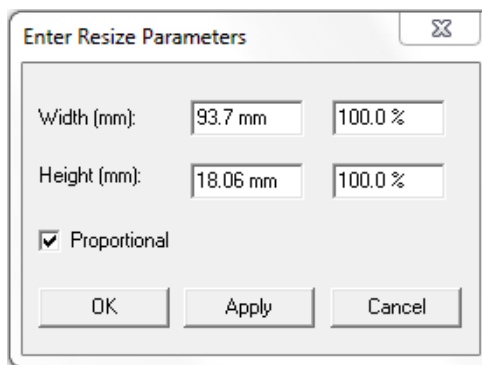 Enter Resize Parameters
Width (mm): 93.7 mm 100.0 %
Height (mm): 18.06 mm 100.0 %
Proportional
OK Apply Cancel